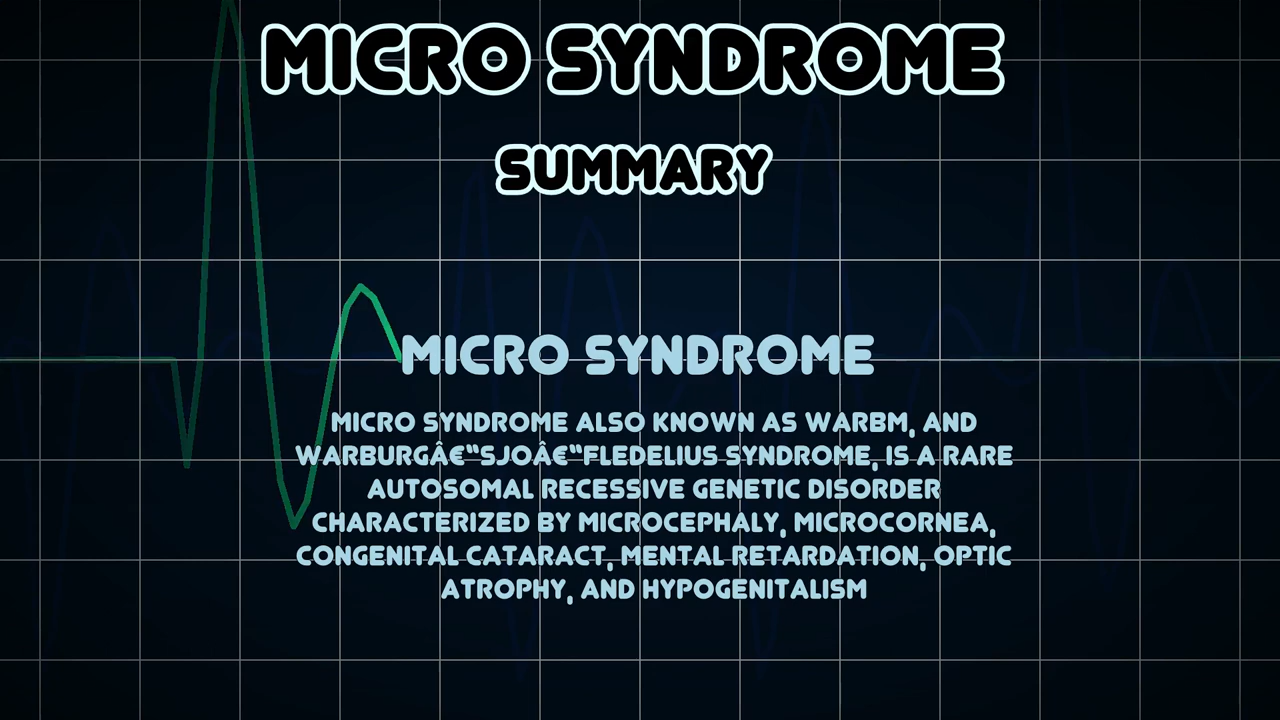 MICRO SYNDROME
SUMMARY
MICRO SYNDROME
MICRO SYNDROME ALSO KNOWN AS WARBM, AND
WARBURGÂ€“SJOÂ€“FLEDELIUS SYNDROME, IS A RARE
AUTOSOMAL RECESSIVE GENETIC DISORDER
CHARACTERIZED BY MICROCEPHALY, MICROCORNEA,
CONGENITAL CATARACT, MENTAL RETARDATION, OPTIC
ATROPHY, AND HYPOGENITALISM